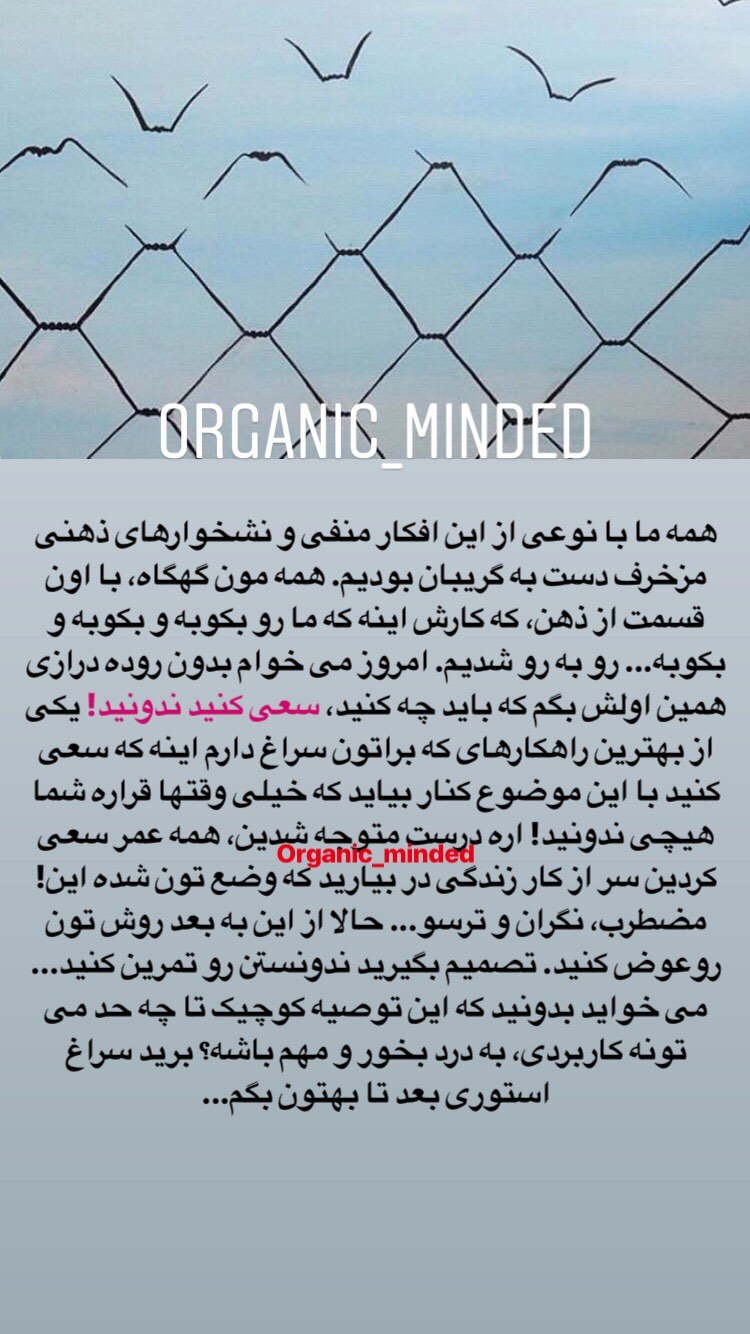 ORGANIC_MINDED
همه ما با نوعی از این افکار منفی و نشخوارهای ذهنی
مزخرف دست به گریبان بودیم. همه مون گهگاه، با اون
قسمت از ذهن، که کارش اینه که ما رو بکوبه و بکوبه و
بکوبه... رو به رو شدیم. امروز می خوام بدون روده درازی
همین اولش بگم که باید چه کنید، سعی کنید ندونید! یکی
از بهترین راهکارهای که براتون سراغ دارم اینه که سعی
کنید با این موضوع کنار بیاید که خیلی وقتها قراره شما
هیچی ندونید! اره درست متوجه شدین، همه عمر سعی
Organic_minded
کردین سر از کار زندگی در بیارید که وضع تون شده این!
مضطرب، نگران و ترسو... حالا از این به بعد روش تون
روعوض کنید. تصمیم بگیرید ندونستن رو تمرین کنید...
می خواید بدونید که این توصیه کوچیک تا چه حد می
تونه کاربردی، به درد بخور و مهم باشه؟ برید سراغ
استوری بعد تا بهتون بگم...